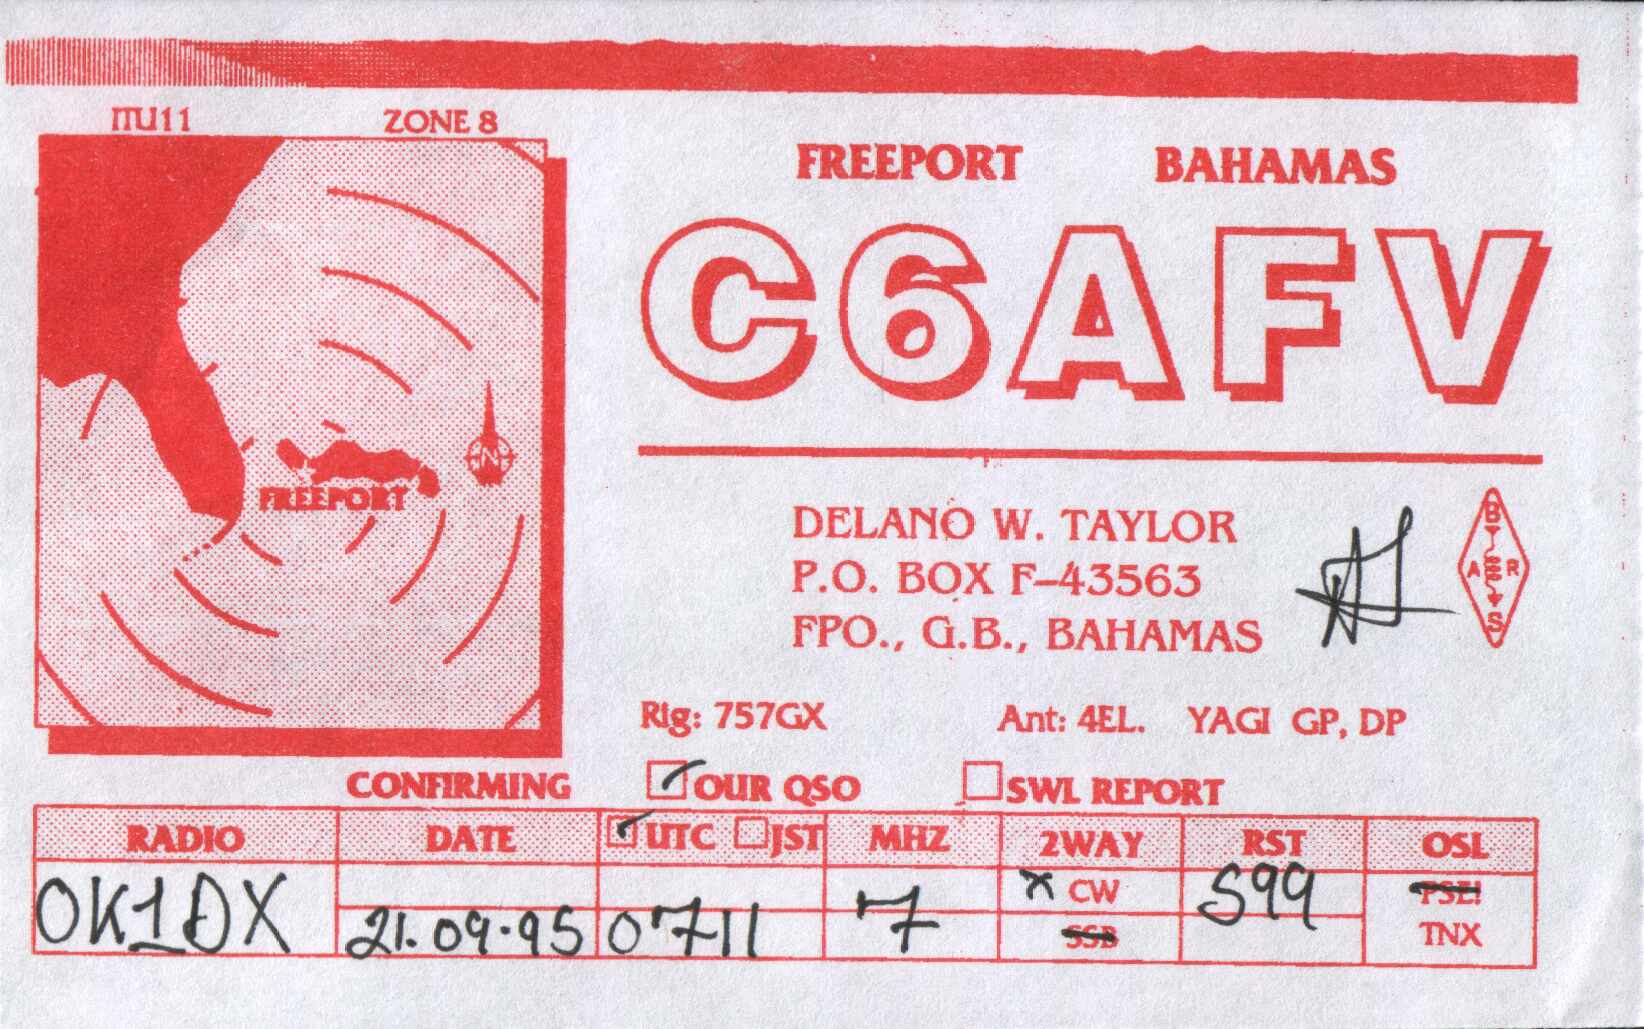 ITU11 ZONE 8
FREEPORT BAHAMAS
C6AFV
N
FREEPORT
DELANO W. TAYLOR
P.O. BOX F-43563
FPO., G.B., BAHAMAS
B
A R
S
Rig: 757GX Ant: 4EL. YAGI GP, DP
CONFIRMING OUR QSO SWL REPORT
RADIO DATE UTC JST MHZ 2WAY RST QSL
OK1DX 21.09.95 0711 7 x CW 599 PSE!
SSB TNX